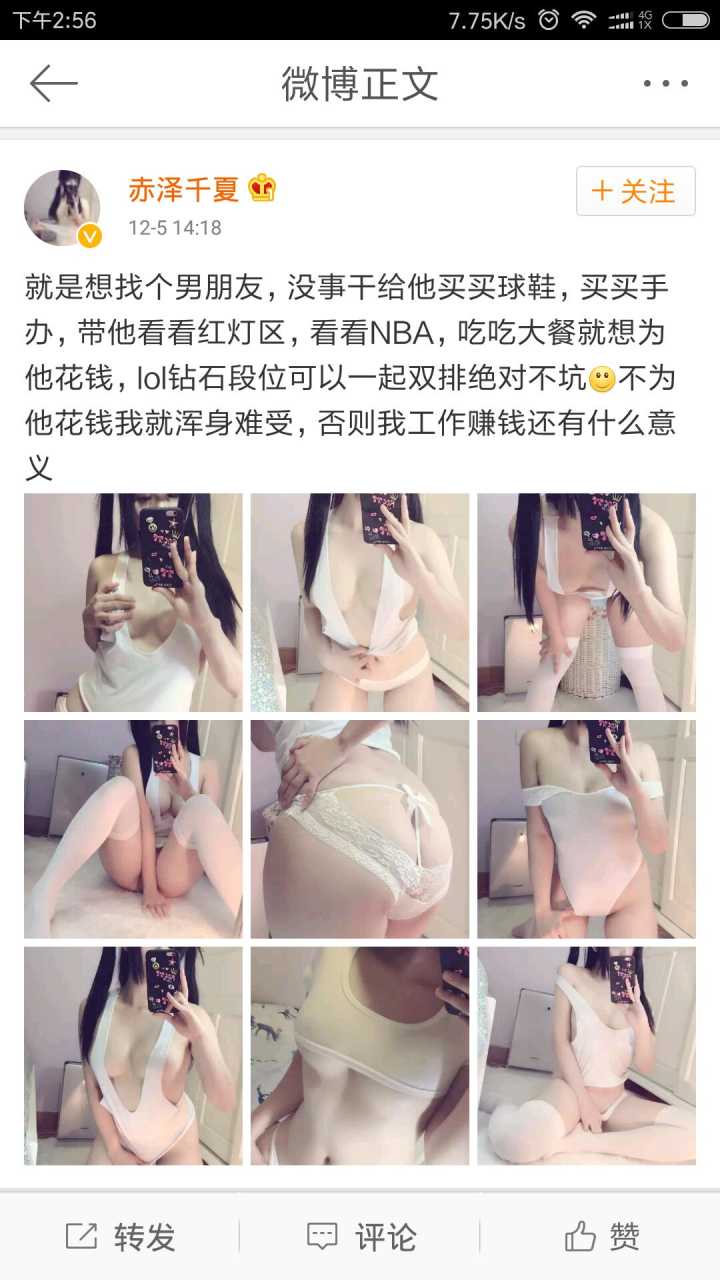 下午2:56
7.75K/s
4G
1X
微博正文
赤泽千夏
+关注
12-5 14:18
就是想找个男朋友,没事干给他买买球鞋,买买手
办,带他看看红灯区,看看NBA,吃吃大餐就想为
他花钱,lol钻石段位可以一起双排绝对不坑不为
他花钱我就浑身难受,否则我工作赚钱还有什么意
义
转发
评论
赞